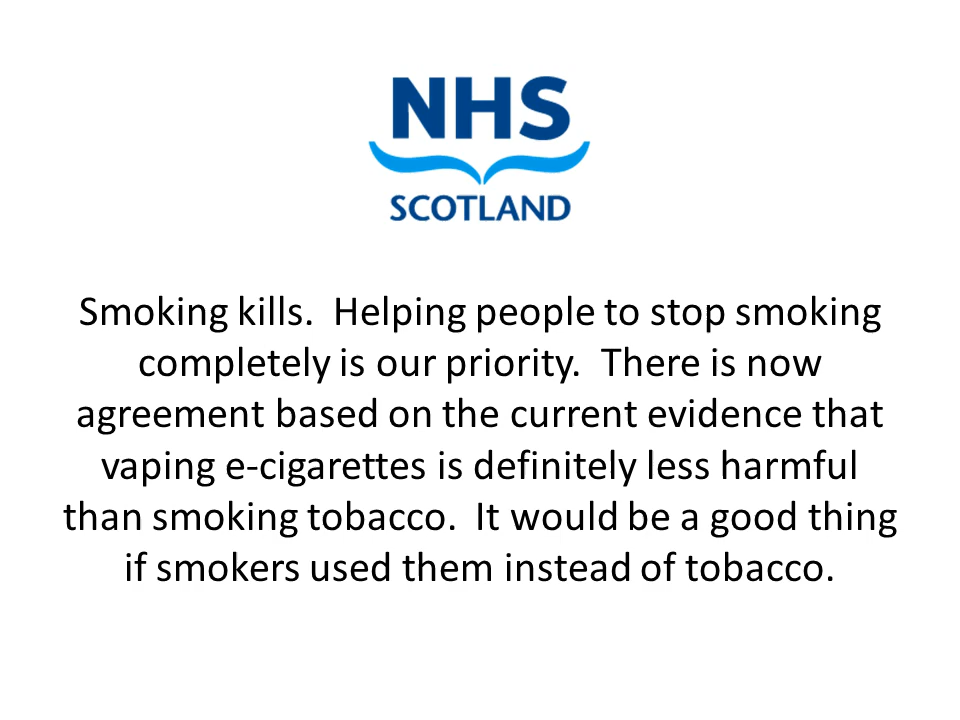 NHS
SCOTLAND
Smoking kills.  Helping people to stop smoking
completely is our priority.  There is now
agreement based on the current evidence that
vaping e-cigarettes is definitely less harmful
than smoking tobacco.  It would be a good thing
if smokers used them instead of tobacco.